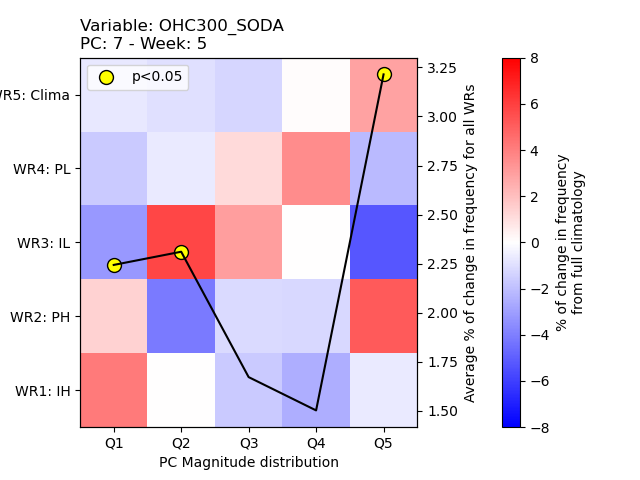 Variable: OHC300_SODA
PC: 7 - Week: 5
p<0.05
WR5: Clima
WR4: PL
WR3: IL
WR2: PH
WR1: IH
Q1 Q2 Q3 Q4 Q5
PC Magnitude distribution
3.25
3.00
2.75
2.50
2.25
2.00
1.75
1.50
Average % of change in frequency for all WRs
8
6
4
2
0
−2
−4
−6
−8
% of change in frequency
from full climatology